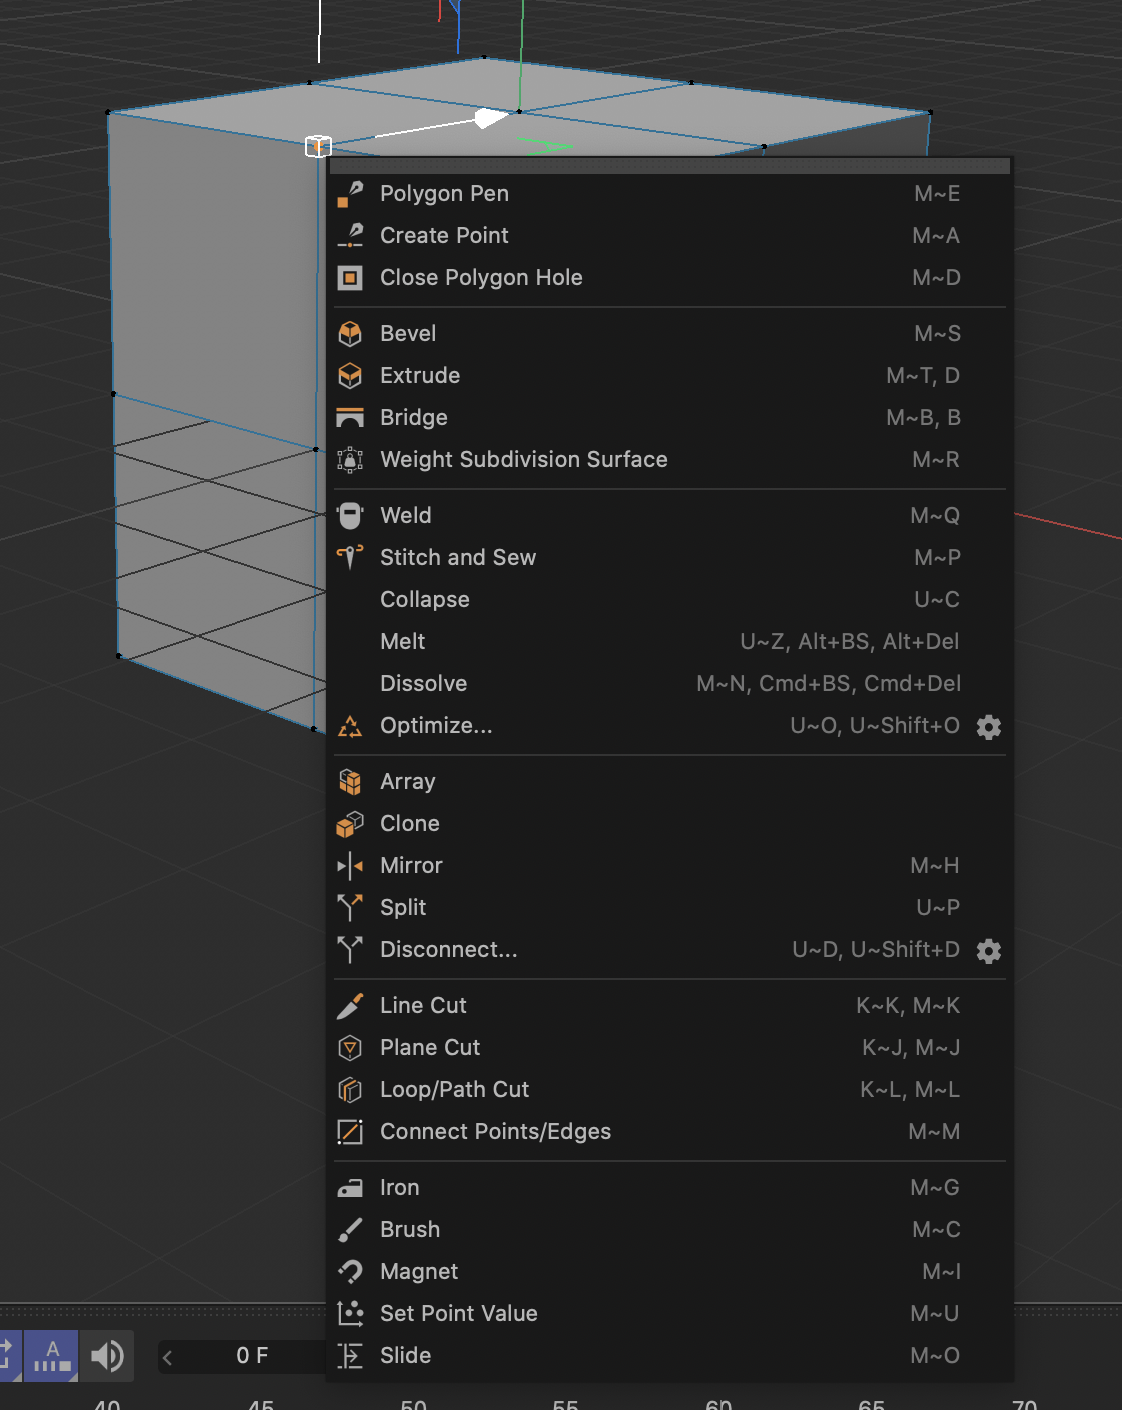 Polygon Pen M~E
Create Point M~A
Close Polygon Hole M~D
Bevel M~S
Extrude M~T, D
Bridge M~B, B
Weight Subdivision Surface M~R
Weld M~Q
Stitch and Sew M~P
Collapse U~C
Melt U~Z, Alt+BS, Alt+Del
Dissolve M~N, Cmd+BS, Cmd+Del
Optimize... U~O, U~Shift+O
Array
Clone
Mirror M~H
Split U~P
Disconnect... U~D, U~Shift+D
Line Cut K~K, M~K
Plane Cut K~J, M~J
Loop/Path Cut K~L, M~L
Connect Points/Edges M~M
Iron M~G
Brush M~C
Magnet M~I
Set Point Value M~U
Slide M~O
A 0 F
40 45 50 55 60 65 70